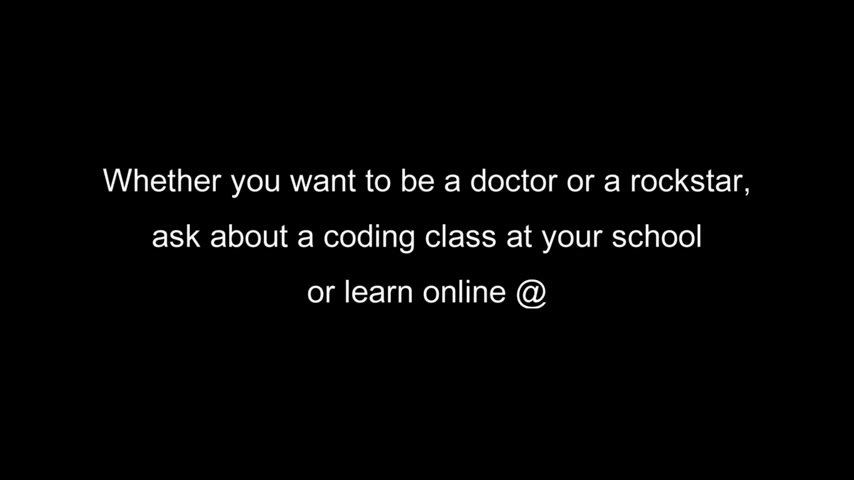 Whether you want to be a doctor or a rockstar,
ask about a coding class at your school
or learn online @